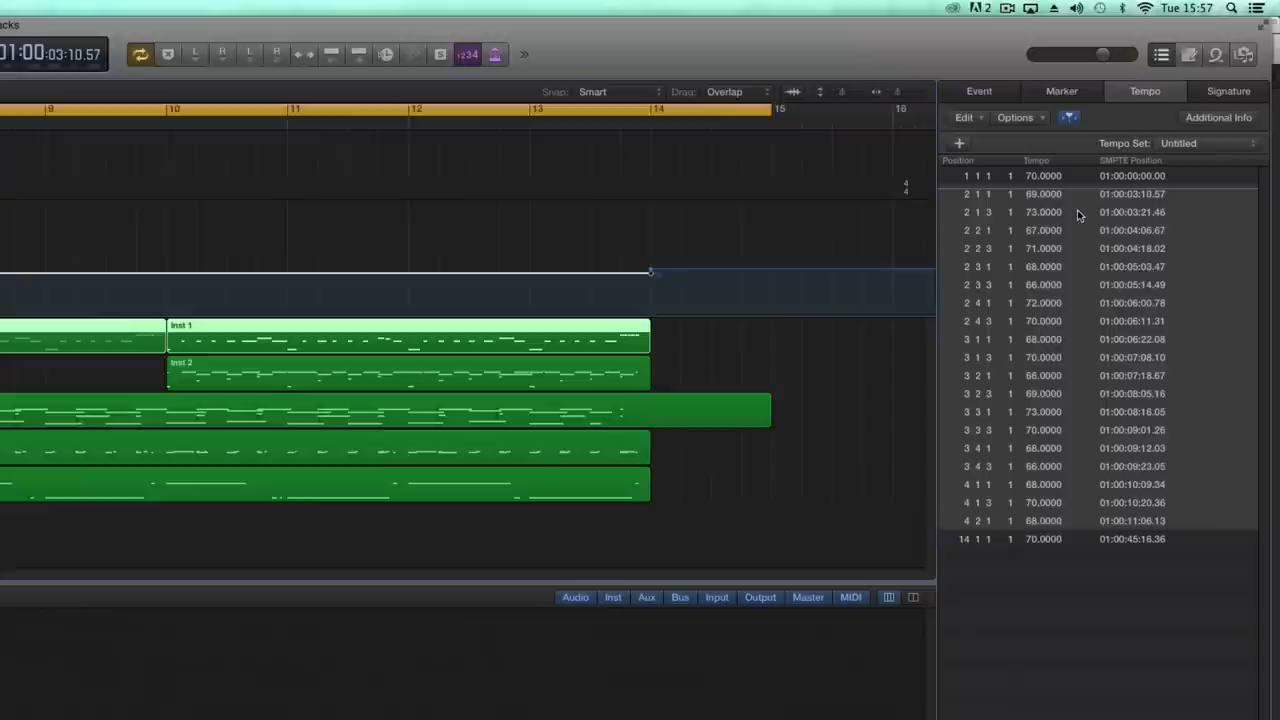 2 Tue 15:57
acks
01:00:03:10.57
L R L R S 1234 »
Snap: Smart Drag: Overlap
Event Marker Tempo Signature
9 10 11 12 13 14 15 16
Edit Options Additional Info
+ Tempo Set: Untitled
Position Tempo SMPTE Position
1 1 1 1 70.0000 01:00:00:00.00
4
4
2 1 1 1 69.0000 01:00:03:10.57
2 1 3 1 73.0000 01:00:03:21.46
2 2 1 1 67.0000 01:00:04:06.67
2 2 3 1 71.0000 01:00:04:18.02
2 3 1 1 68.0000 01:00:05:03.47
2 3 3 1 66.0000 01:00:05:14.49
2 4 1 1 72.0000 01:00:06:00.78
2 4 3 1 70.0000 01:00:06:11.31
Inst 1
3 1 1 1 68.0000 01:00:06:22.08
3 1 3 1 70.0000 01:00:07:08.10
Inst 2
3 2 1 1 66.0000 01:00:07:18.67
3 2 3 1 69.0000 01:00:08:05.16
3 3 1 1 73.0000 01:00:08:16.05
3 3 3 1 70.0000 01:00:09:01.26
3 4 1 1 68.0000 01:00:09:12.03
3 4 3 1 66.0000 01:00:09:23.05
4 1 1 1 68.0000 01:00:10:09.34
4 1 3 1 70.0000 01:00:10:20.36
4 2 1 1 68.0000 01:00:11:06.13
14 1 1 1 70.0000 01:00:45:16.36
Audio Inst Aux Bus Input Output Master MIDI